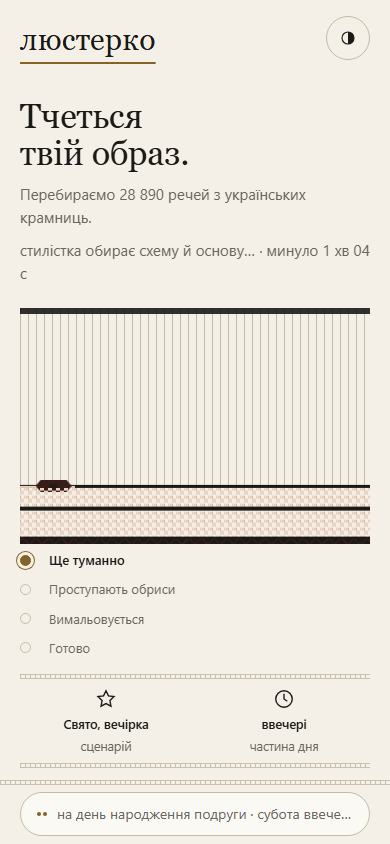 люстерко
Тчеться
твій образ.
Перебираємо 28 890 речей з українських
крамниць.
стилістка обирає схему й основу… · минуло 1 хв 04
с
Ще туманно
Проступають обриси
Вимальовується
Готово
Свято, вечірка
сценарій
ввечері
частина дня
на день народження подруги · субота ввече…